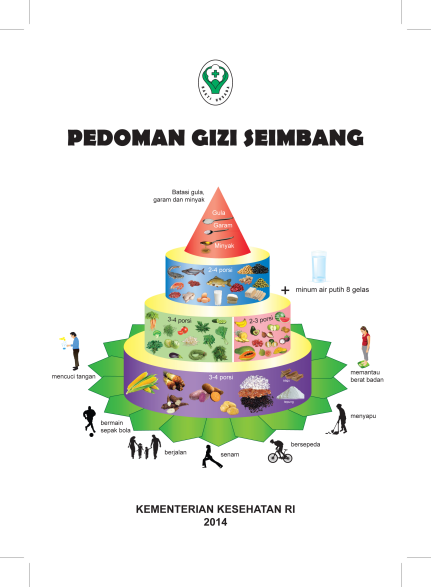 BAKTI HUSADA
PEDOMAN GIZI SEIMBANG
Batasi gula,
garam dan minyak
Gula
Garam
Minyak
2-4 porsi
+
minum air putih 8 gelas
3-4 porsi
2-3 porsi
3-4 porsi
mencuci tangan
memantau
berat badan
bermain
sepak bola
berjalan
senam
bersepeda
menyapu
KEMENTERIAN KESEHATAN RI
2014